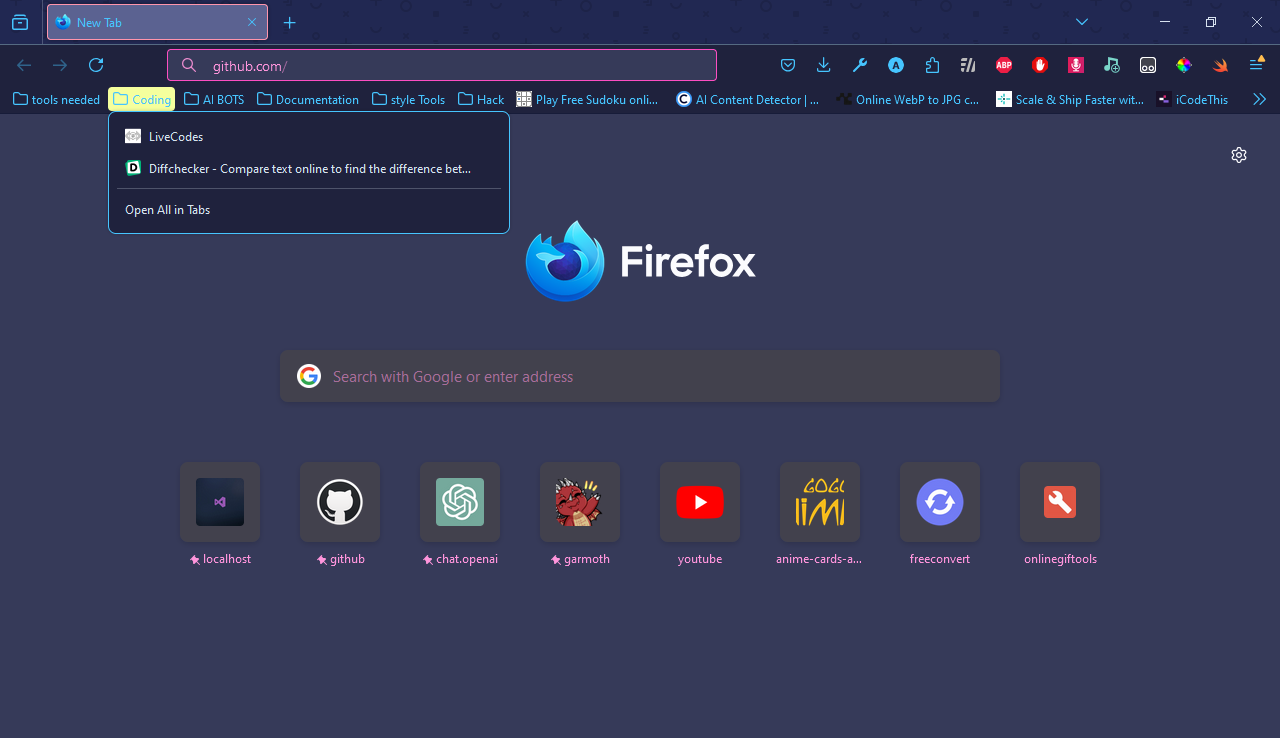 New Tab
github.com/
ABP
tools needed Coding AI BOTS Documentation style Tools Hack Play Free Sudoku onli... AI Content Detector | ... Online WebP to JPG c... Scale & Ship Faster wit... iCodeThis
LiveCodes
Diffchecker - Compare text online to find the difference bet...
Open All in Tabs
Firefox
Search with Google or enter address
localhost github chat.openai garmoth youtube anime-cards-a... freeconvert onlinegiftools